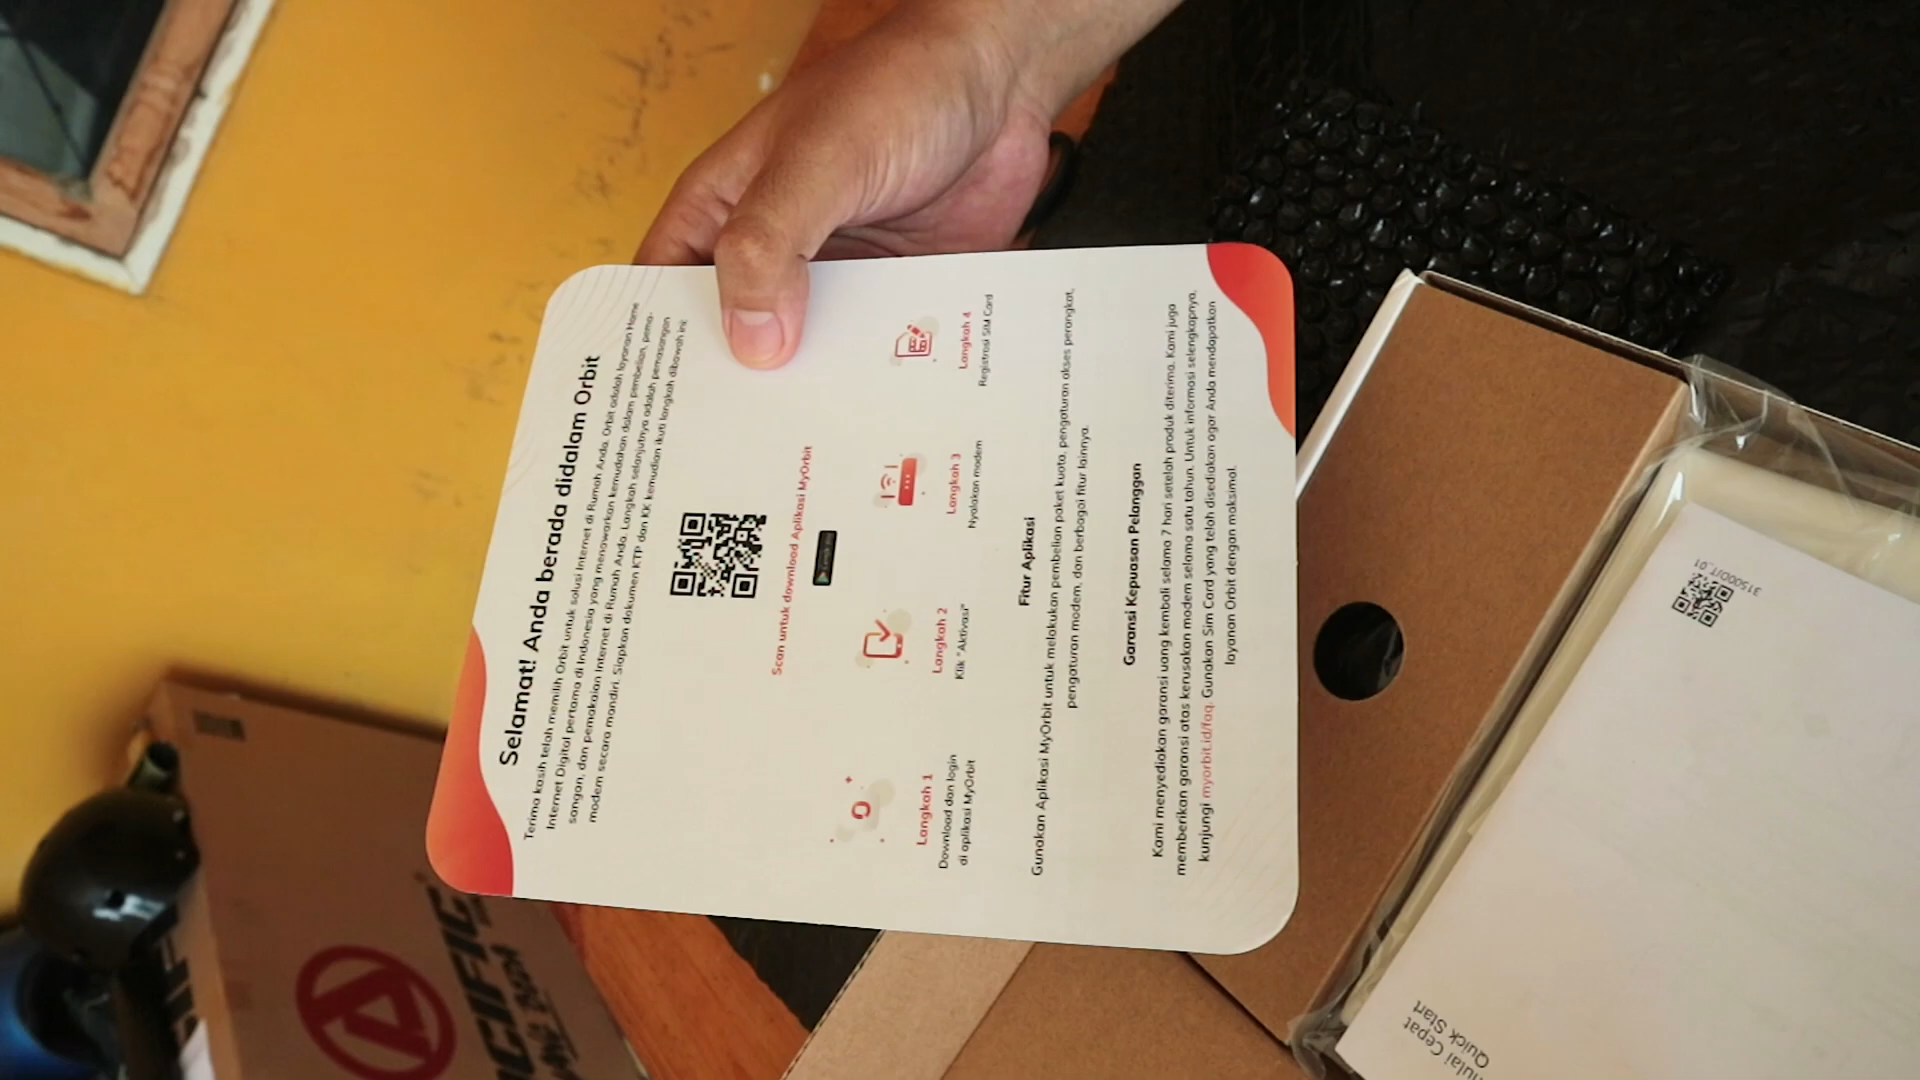 Selamat! Anda berada didalam Orbit
Terima kasih telah memilih Orbit untuk solusi Internet di Rumah Anda. Orbit adalah layanan Home
Internet Digital pertama di Indonesia yang menawarkan kemudahan dalam pembelian, pema-
sangan, dan pemakaian Internet di Rumah Anda. Langkah selanjutnya adalah pemasangan
modem secara mandiri. Siapkan dokumen KTP dan KK kemudian ikuti langkah dibawah ini:
Scan untuk download Aplikasi MyOrbit
Langkah 1
Download dan login
di aplikasi MyOrbit
Langkah 2
Klik "Aktivasi"
Langkah 3
Nyalakan modem
Langkah 4
Registrasi SIM Card
Fitur Aplikasi
Gunakan Aplikasi MyOrbit untuk melakukan pembelian paket kuota, pengaturan akses perangkat,
pengaturan modem, dan berbagai fitur lainnya.
Garansi Kepuasan Pelanggan
Kami menyediakan garansi uang kembali selama 7 hari setelah produk diterima. Kami juga
memberikan garansi atas kerusakan modem selama satu tahun. Untuk informasi selengkapnya,
kunjungi myorbit.id/faq. Gunakan Sim Card yang telah disediakan agar Anda mendapatkan
layanan Orbit dengan maksimal.
mulai Cepat
Quick Start
CIFIC